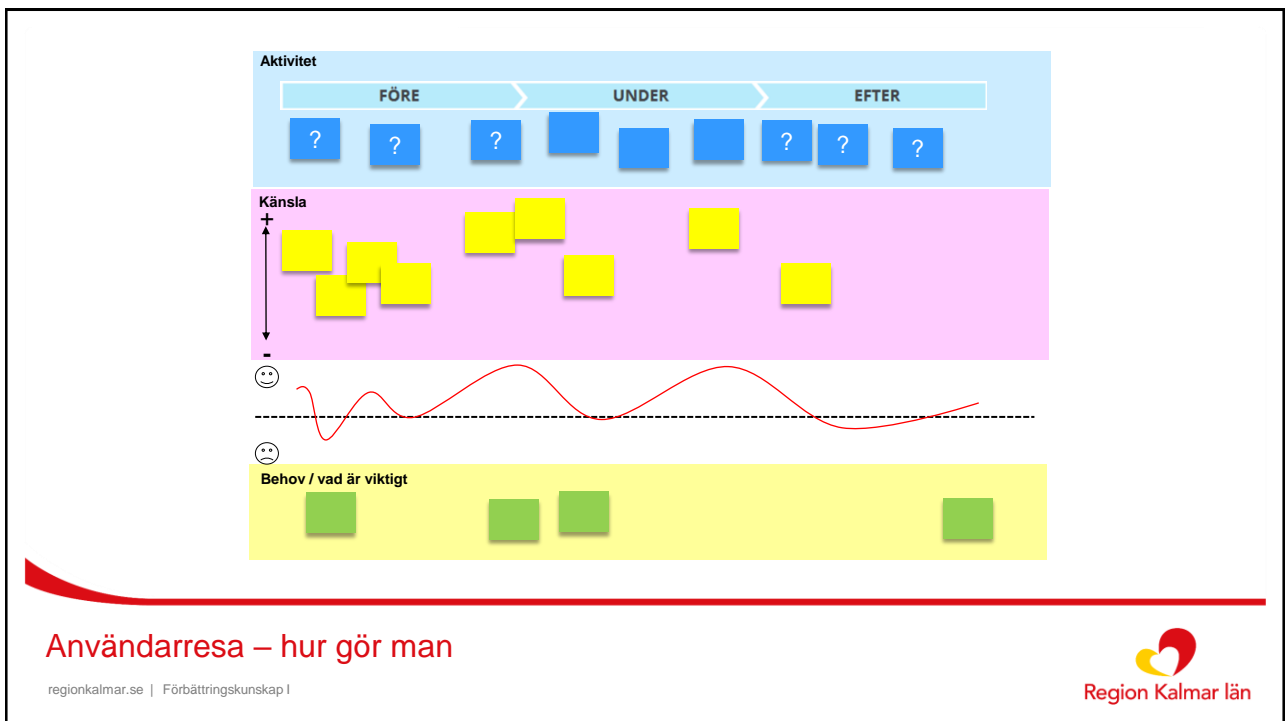 Aktivitet
FÖRE UNDER EFTER
? ? ? ? ? ?
Känsla
+
-
Behov / vad är viktigt
Användarresa – hur gör man
regionkalmar.se | Förbättringskunskap I
Region Kalmar län